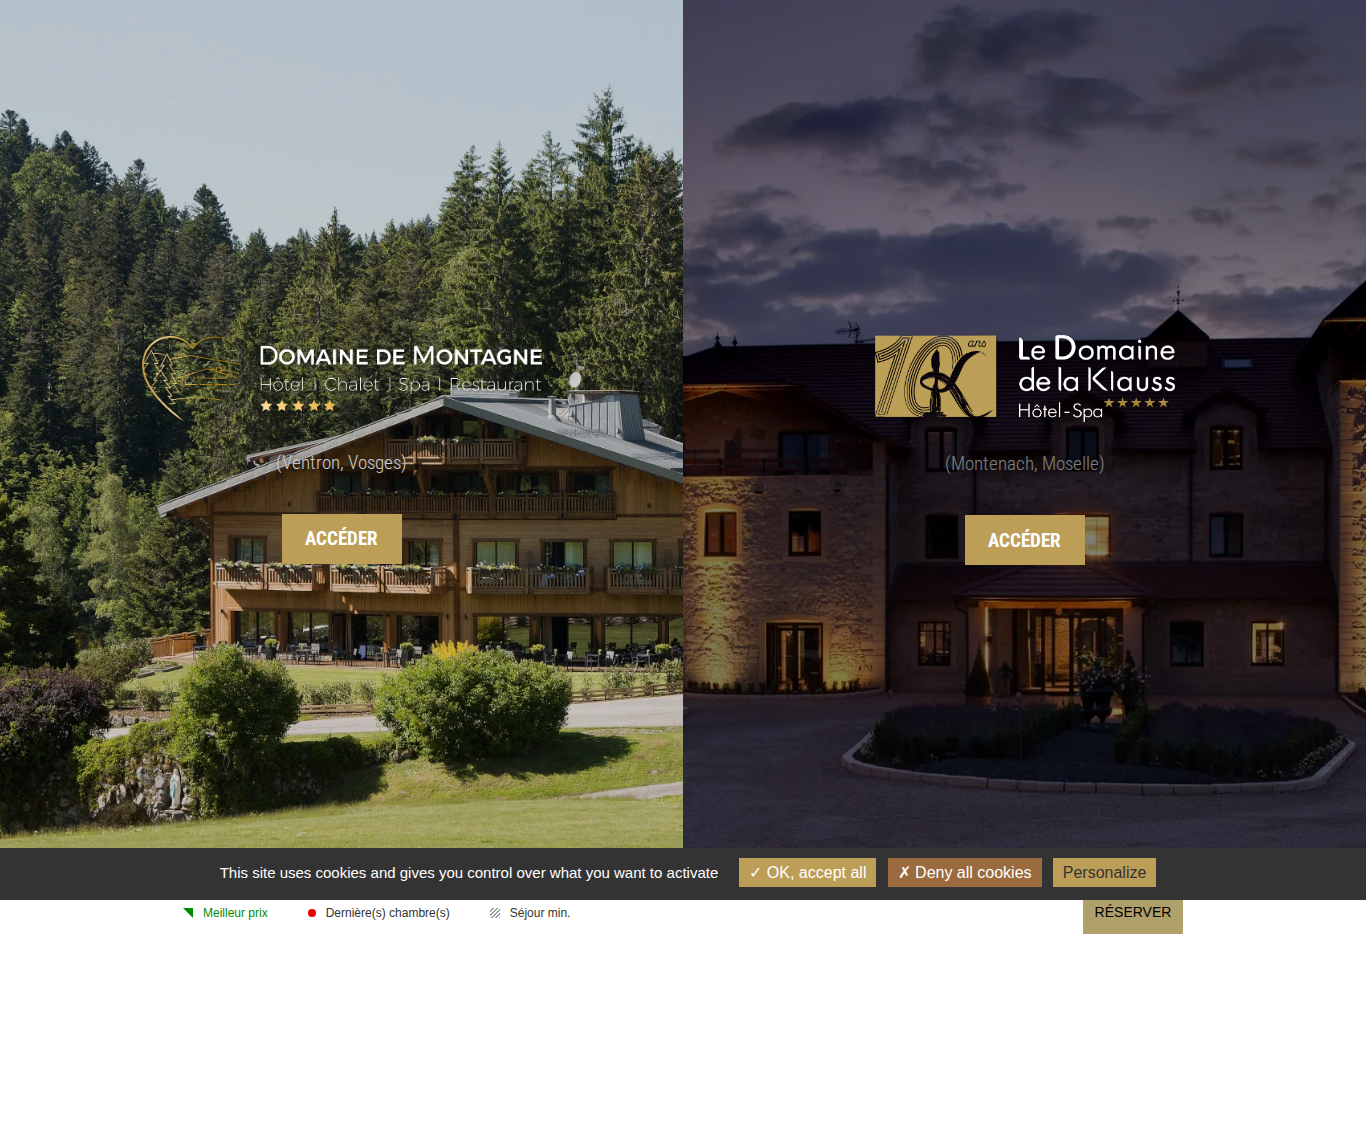 DOMAINE DE MONTAGNE
Hôtel | Chalet | Spa | Restaurant
(Ventron, Vosges)
ACCÉDER
10 ans
Le Domaine
de la Klauss
Hôtel-Spa
(Montenach, Moselle)
ACCÉDER
This site uses cookies and gives you control over what you want to activate
✓ OK, accept all
✗ Deny all cookies
Personalize
Meilleur prix
Dernière(s) chambre(s)
Séjour min.
RÉSERVER